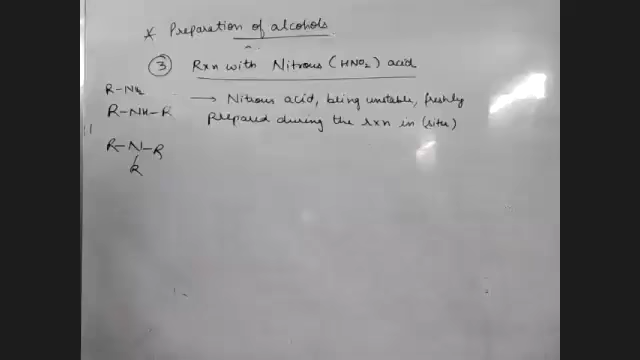 * Preparation of alcohols
3 Rxn with Nitrous (HNO2) acid
R-NH2
R-NH-R
→ Nitrous acid, being unstable, freshly
prepared during the rxn in (situ)
R-N-R
R